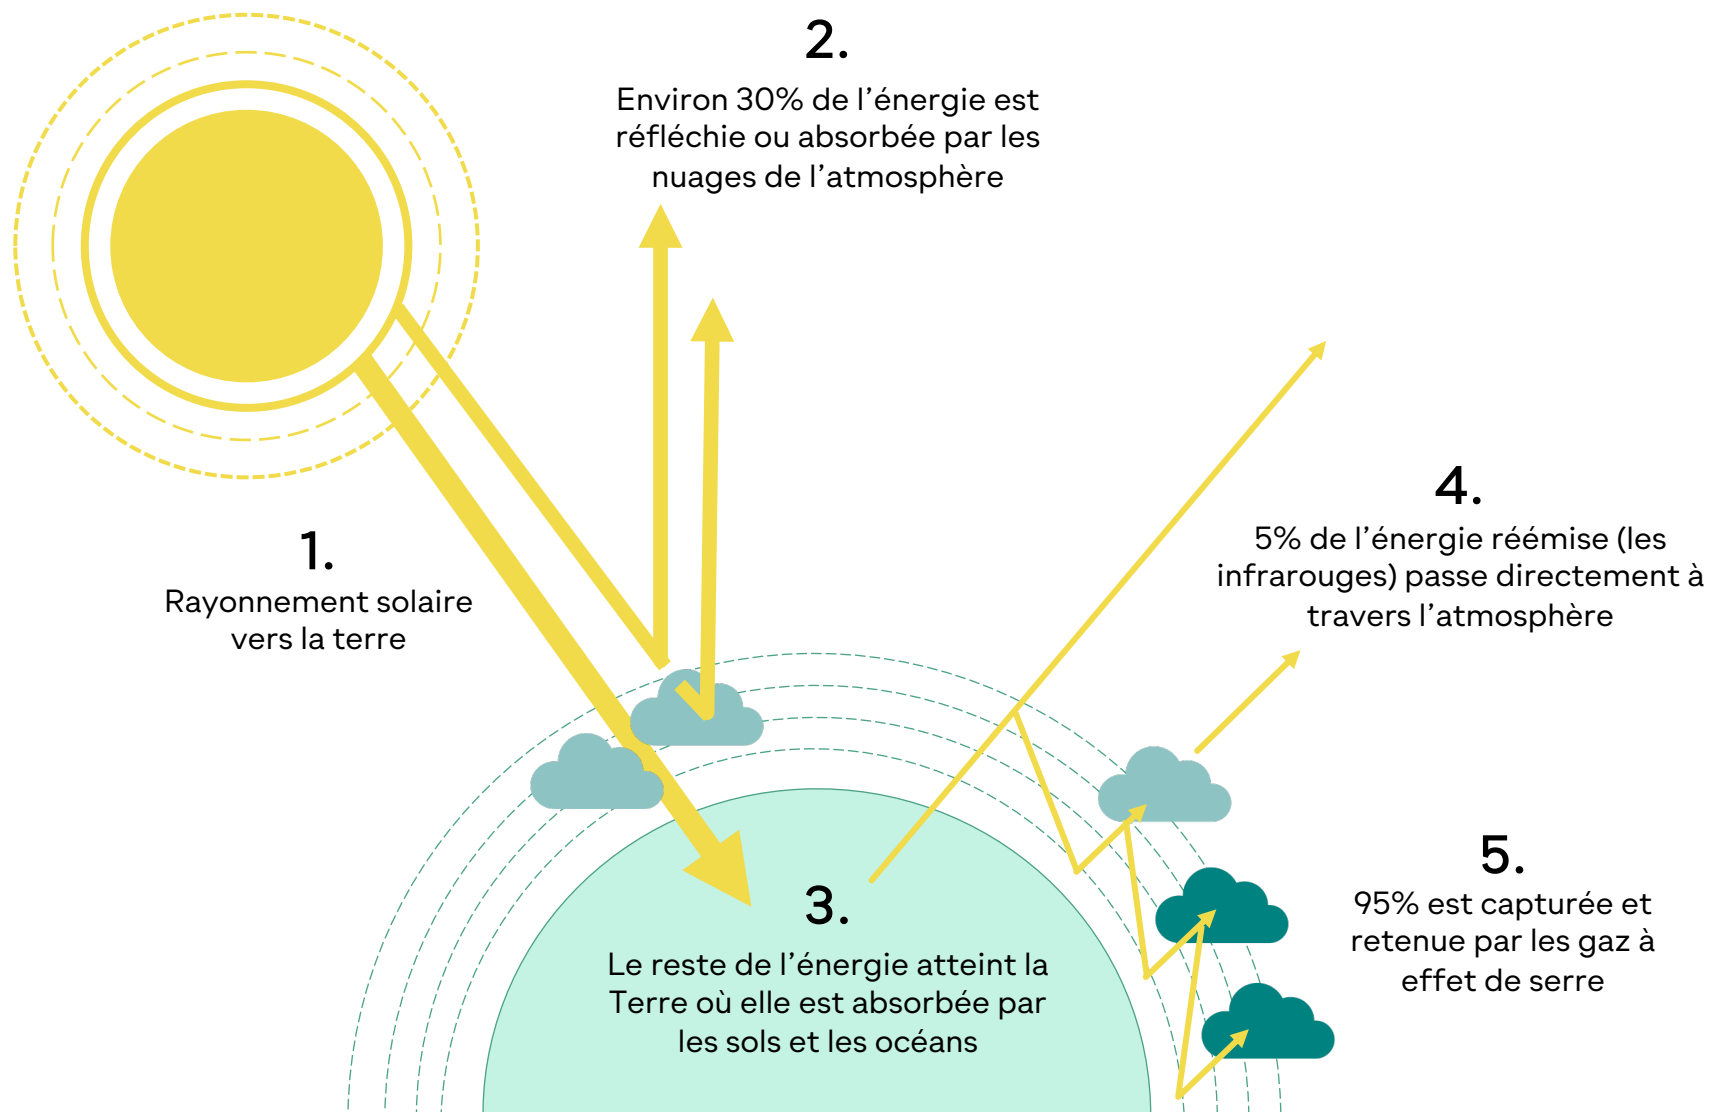 1.
Rayonnement solaire
vers la terre
2.
Environ 30% de l’énergie est
réfléchie ou absorbée par les
nuages de l’atmosphère
3.
Le reste de l’énergie atteint la
Terre où elle est absorbée par
les sols et les océans
4.
5% de l’énergie réémise (les
infrarouges) passe directement à
travers l’atmosphère
5.
95% est capturée et
retenue par les gaz à
effet de serre